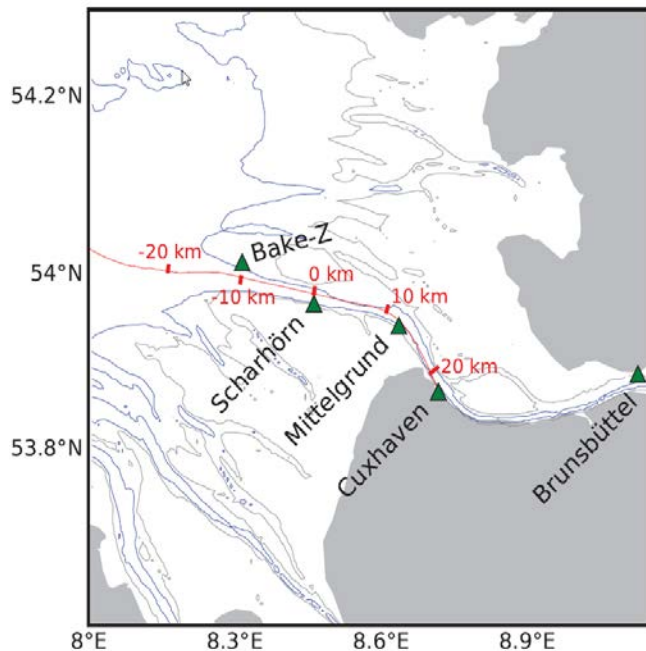 54.2°N
Bake-Z
-20 km
54°N
0 km
-10 km
10 km
Scharhörn
Mittelgrund
20 km
Cuxhaven
Brunsbüttel
53.8°N
8°E
8.3°E
8.6°E
8.9°E